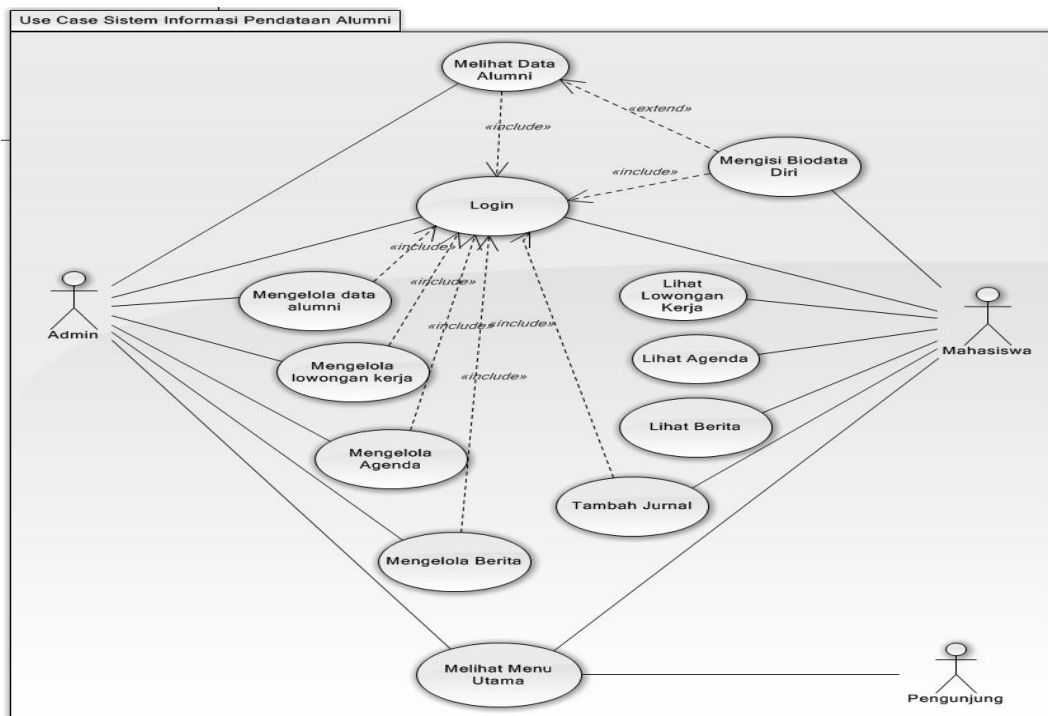 Use Case Sistem Informasi Pendataan Alumni
Melihat Data
Alumni
«extend»
«include»
Mengisi Biodata
Diri
«include»
Login
«include»
Mengelola data
alumni
«include»
Lihat
Lowongan
Kerja
Admin
Mahasiswa
«include»
«include»
Mengelola
lowongan kerja
Lihat Agenda
«include»
Lihat Berita
Mengelola
Agenda
Tambah Jurnal
Mengelola Berita
Melihat Menu
Utama
Pengunjung